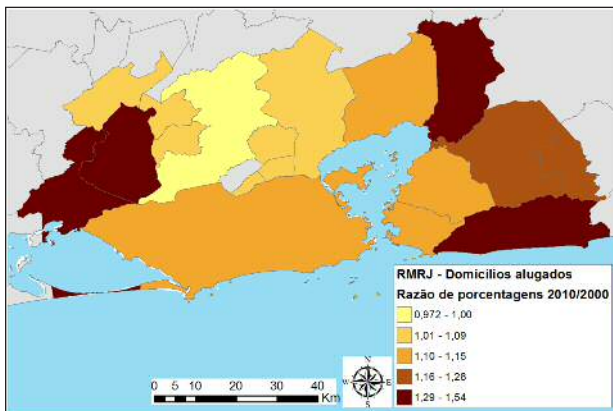 RMRJ - Domicílios alugados
Razão de porcentagens 2010/2000
0,972 - 1,00
1,01 - 1,09
1,10 - 1,15
1,16 - 1,28
1,29 - 1,54
N
W E
S
0 5 10 20 30 40
Km